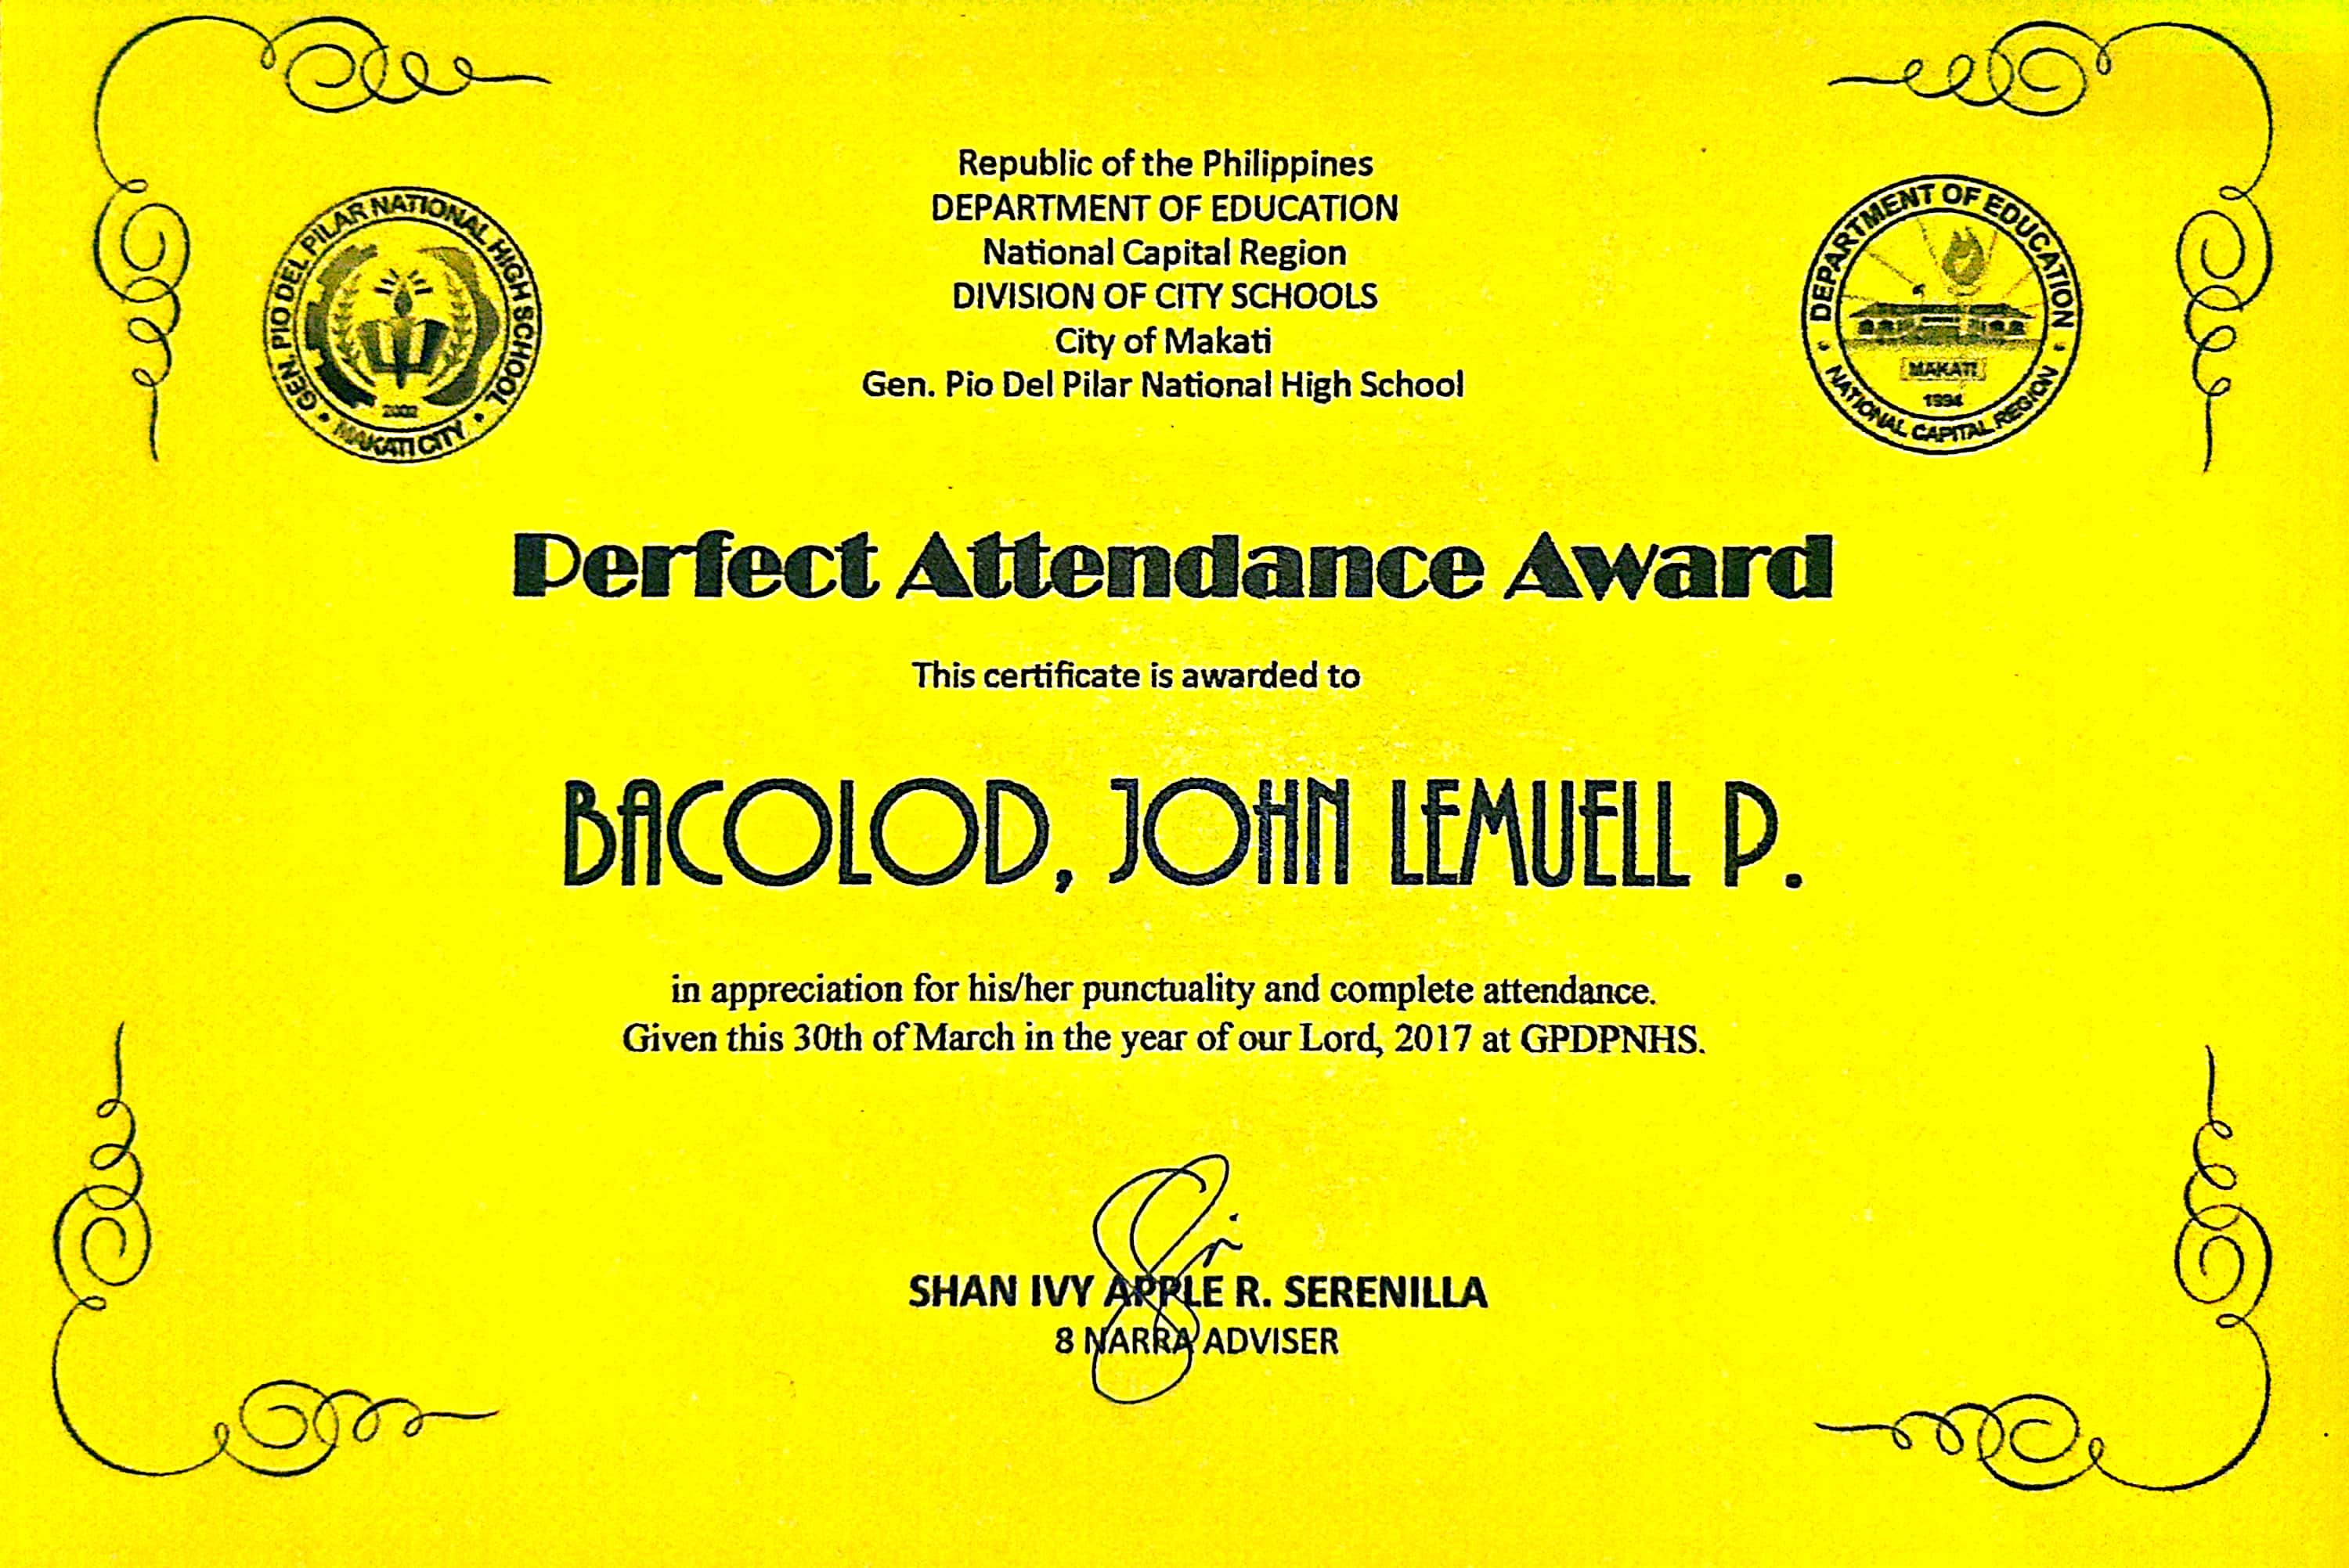 Republic of the Philippines
DEPARTMENT OF EDUCATION
National Capital Region
DIVISION OF CITY SCHOOLS
City of Makati
Gen. Pio Del Pilar National High School
GEN. PIO DEL PILAR NATIONAL HIGH SCHOOL
2002
• MAKATI CITY •
DEPARTMENT OF EDUCATION
MAKATI
1994
• NATIONAL CAPITAL REGION •
Perfect Attendance Award
This certificate is awarded to
BACOLOD, JOHN LEMUELL P.
in appreciation for his/her punctuality and complete attendance.
Given this 30th of March in the year of our Lord, 2017 at GPDPNHS.
SHAN IVY APPLE R. SERENILLA
8 NARRA ADVISER